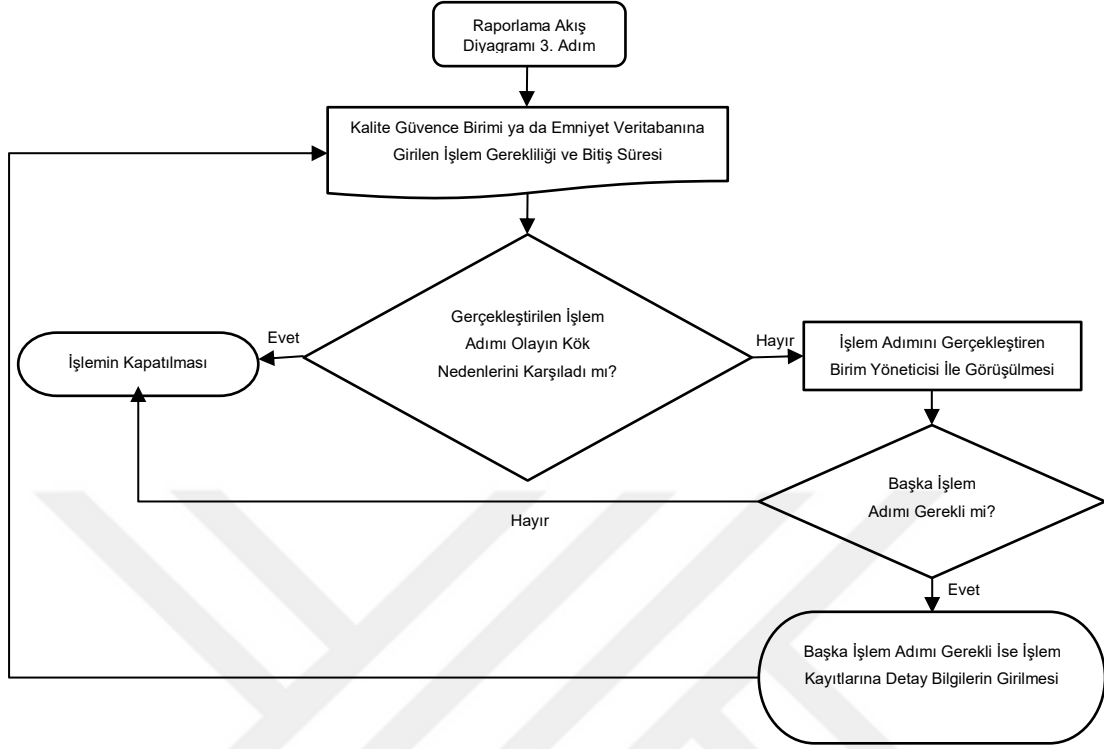 Raporlama Akış
Diyagramı 3. Adım
Kalite Güvence Birimi ya da Emniyet Veritabanına
Girilen İşlem Gerekliliği ve Bitiş Süresi
Gerçekleştirilen İşlem
Adımı Olayın Kök
Nedenlerini Karşıladı mı?
Evet
İşlemin Kapatılması
Hayır
İşlem Adımını Gerçekleştiren
Birim Yöneticisi İle Görüşülmesi
Başka İşlem
Adımı Gerekli mi?
Hayır
Evet
Başka İşlem Adımı Gerekli İse İşlem
Kayıtlarına Detay Bilgilerin Girilmesi